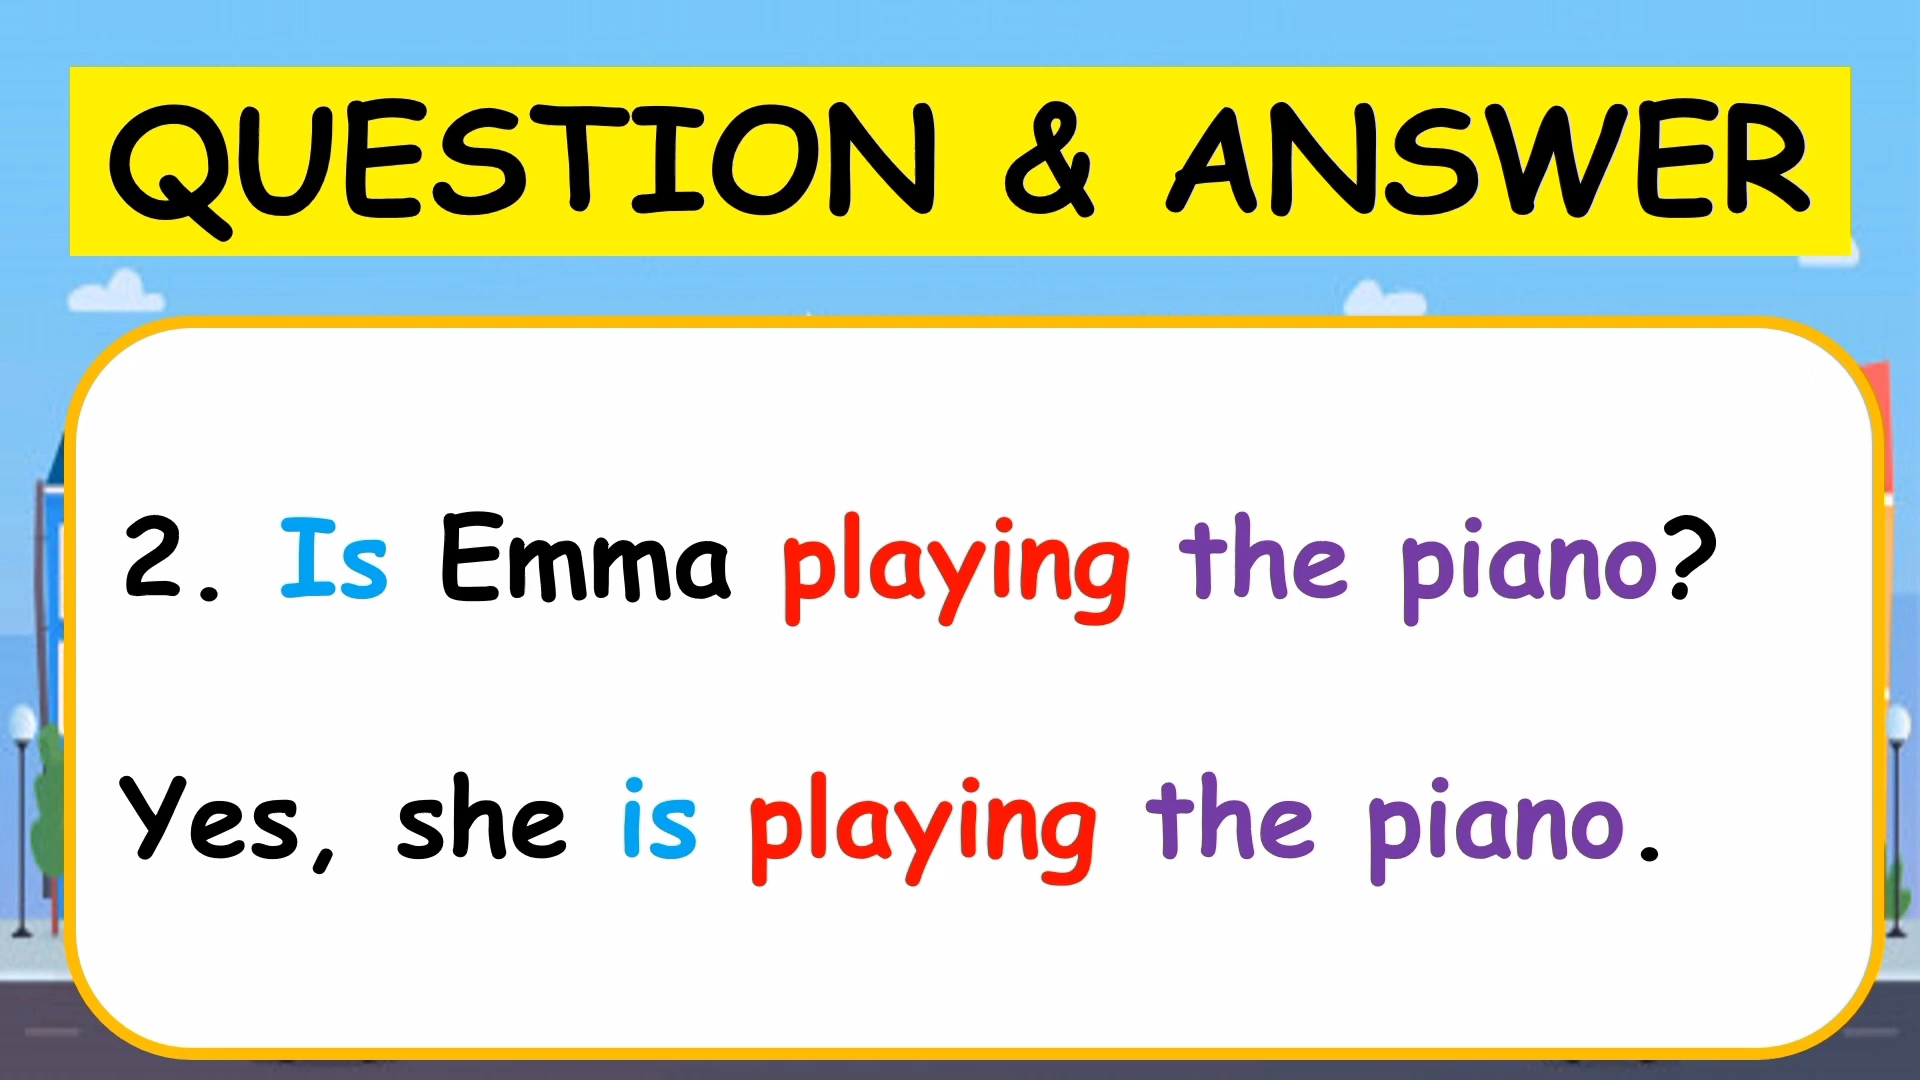 QUESTION & ANSWER
2. Is Emma playing the piano?
Yes, she is playing the piano.